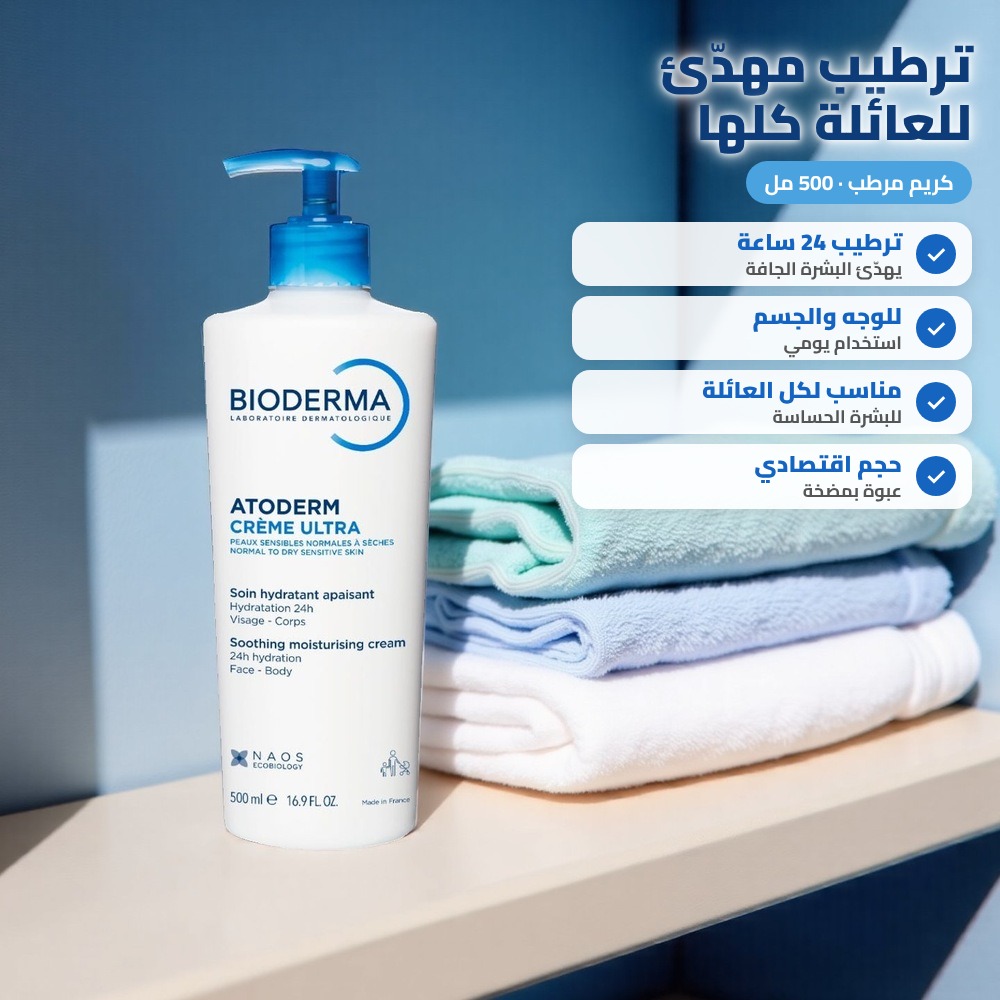 ترطيب مهدّئ
للعائلة كلها
كريم مرطب · 500 مل
ترطيب 24 ساعة
يهدّئ البشرة الجافة
للوجه والجسم
استخدام يومي
مناسب لكل العائلة
للبشرة الحساسة
حجم اقتصادي
عبوة بمضخة
BIODERMA
LABORATOIRE DERMATOLOGIQUE
ATODERM
CRÈME ULTRA
PEAUX SENSIBLES NORMALES À SÈCHES
NORMAL TO DRY SENSITIVE SKIN
Soin hydratant apaisant
Hydratation 24h
Visage - Corps
Soothing moisturising cream
24h hydration
Face - Body
NAOS
ECOBIOLOGY
500 ml ℮ 16.9 FL. OZ.
Made in France